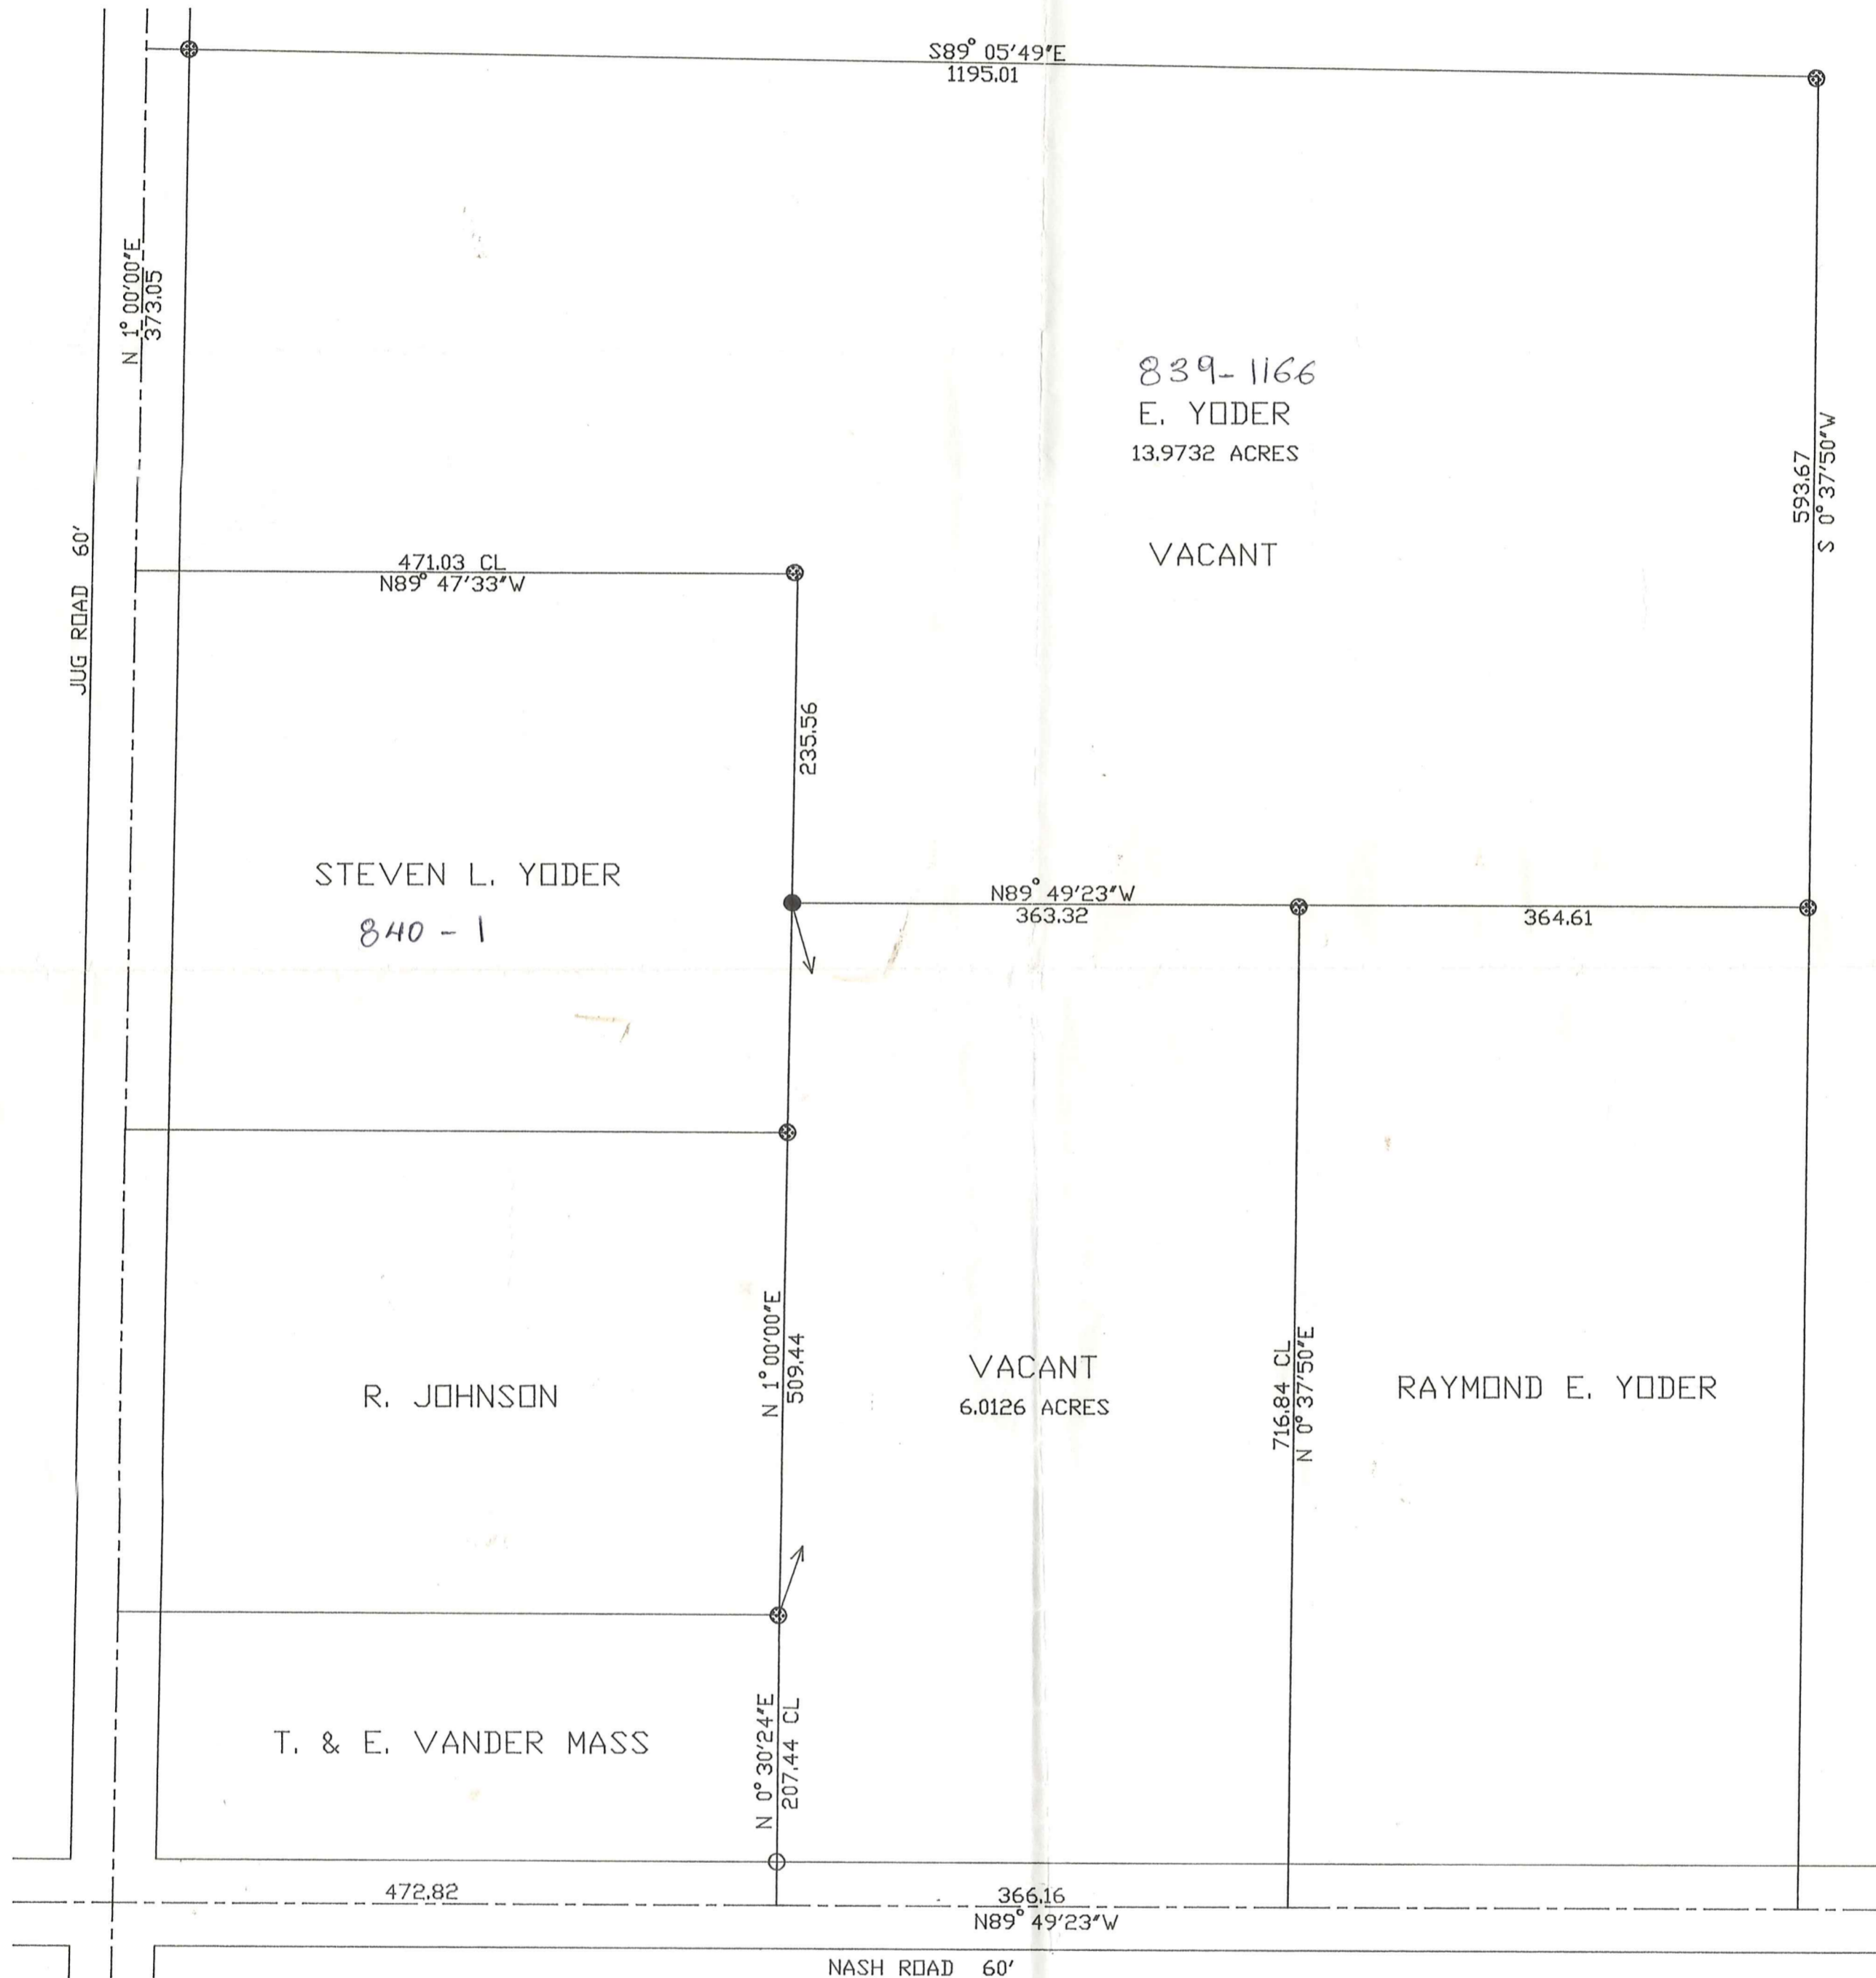 S89° 05'49"E
1195.01
N 1° 00'00"E
373.05
839-1166
E. YODER
13.9732 ACRES
VACANT
593.67
S 0° 37'50"W
JUG ROAD 60'
471.03 CL
N89° 47'33"W
235.56
STEVEN L. YODER
840-1
N89° 49'23"W
363.32
364.61
N 1° 00'00"E
509.44
R. JOHNSON
VACANT
6.0126 ACRES
716.84 CL
N 0° 37'50"E
RAYMOND E. YODER
T. & E. VANDER MASS
N 0° 30'24"E
207.44 CL
472.82
366.16
N89° 49'23"W
NASH ROAD 60'